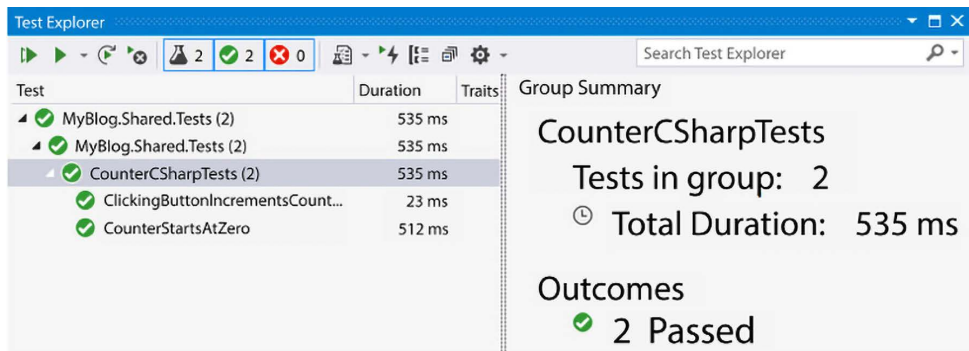 Test Explorer
2 2 0 Search Test Explorer
Test Duration Traits
MyBlog.Shared.Tests (2) 535 ms
MyBlog.Shared.Tests (2) 535 ms
CounterCSharpTests (2) 535 ms
ClickingButtonIncrementsCount... 23 ms
CounterStartsAtZero 512 ms
Group Summary
CounterCSharpTests
Tests in group: 2
Total Duration: 535 ms
Outcomes
2 Passed